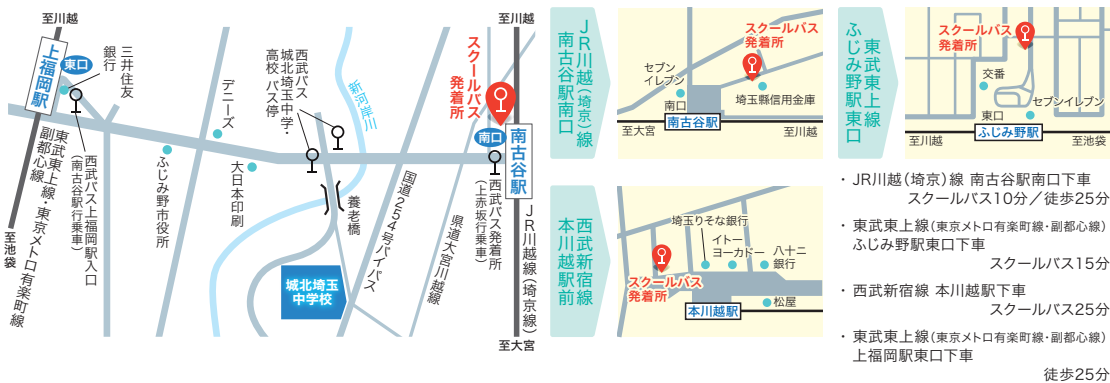 至川越
上福岡駅
東口
三井住友
銀行
西武バス上福岡駅入口
(南古谷駅行乗車)
東武東上線・東京メトロ有楽町線
副都心線
至池袋
ふじみ野市役所
デニーズ
大日本印刷
西武バス
城北埼玉中学・
高校 バス停
新河岸川
養老橋
城北埼玉
中学校
国道254号バイパス
県道大宮川越線
至川越
スクールバス
発着所
南口
南古谷駅
西武バス発着所
(上赤坂行乗車)
JR川越線(埼京線)
至大宮
JR川越(埼京)線
南古谷駅南口
スクールバス
発着所
セブン
イレブン
南口
埼玉縣信用金庫
至大宮
南古谷駅
至川越
東武東上線
ふじみ野駅東口
スクールバス
発着所
交番
セブンイレブン
東口
至川越
ふじみ野駅
至池袋
西武新宿線
本川越駅前
埼玉りそな銀行
イトー
ヨーカドー
八十二
銀行
スクールバス
発着所
本川越駅
松屋
・JR川越(埼京)線 南古谷駅南口下車
スクールバス10分／徒歩25分
・東武東上線(東京メトロ有楽町線・副都心線)
ふじみ野駅東口下車
スクールバス15分
・西武新宿線 本川越駅下車
スクールバス25分
・東武東上線(東京メトロ有楽町線・副都心線)
上福岡駅東口下車
徒歩25分